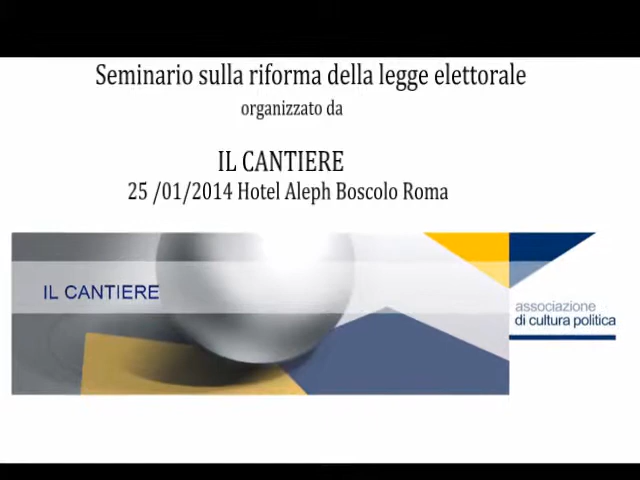 Seminario sulla riforma della legge elettorale
organizzato da
IL CANTIERE
25 /01/2014 Hotel Aleph Boscolo Roma
IL CANTIERE
associazione
di cultura politica